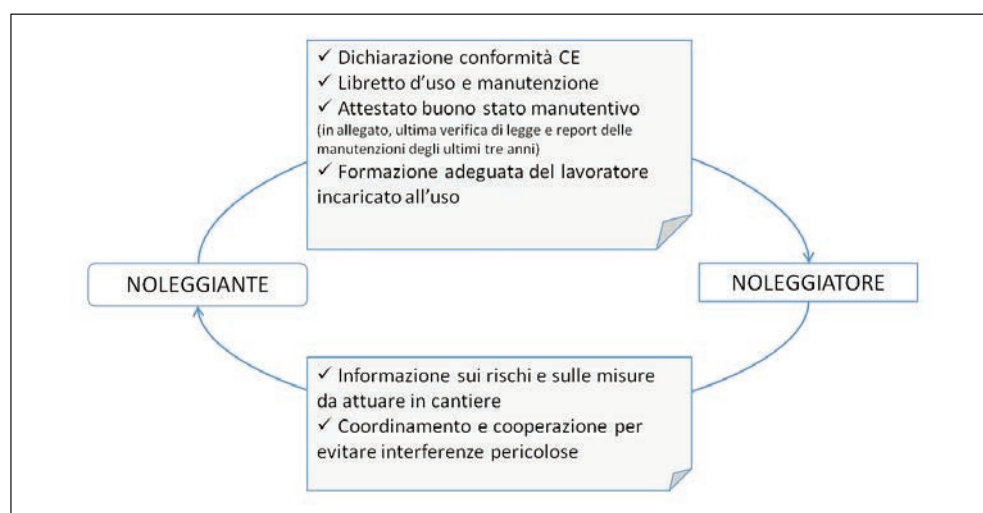 ✓ Dichiarazione conformità CE
✓ Libretto d'uso e manutenzione
✓ Attestato buono stato manutentivo
(in allegato, ultima verifica di legge e report delle
manutenzioni degli ultimi tre anni)
✓ Formazione adeguata del lavoratore
incaricato all'uso
NOLEGGIANTE
NOLEGGIATORE
✓ Informazione sui rischi e sulle misure
da attuare in cantiere
✓ Coordinamento e cooperazione per
evitare interferenze pericolose